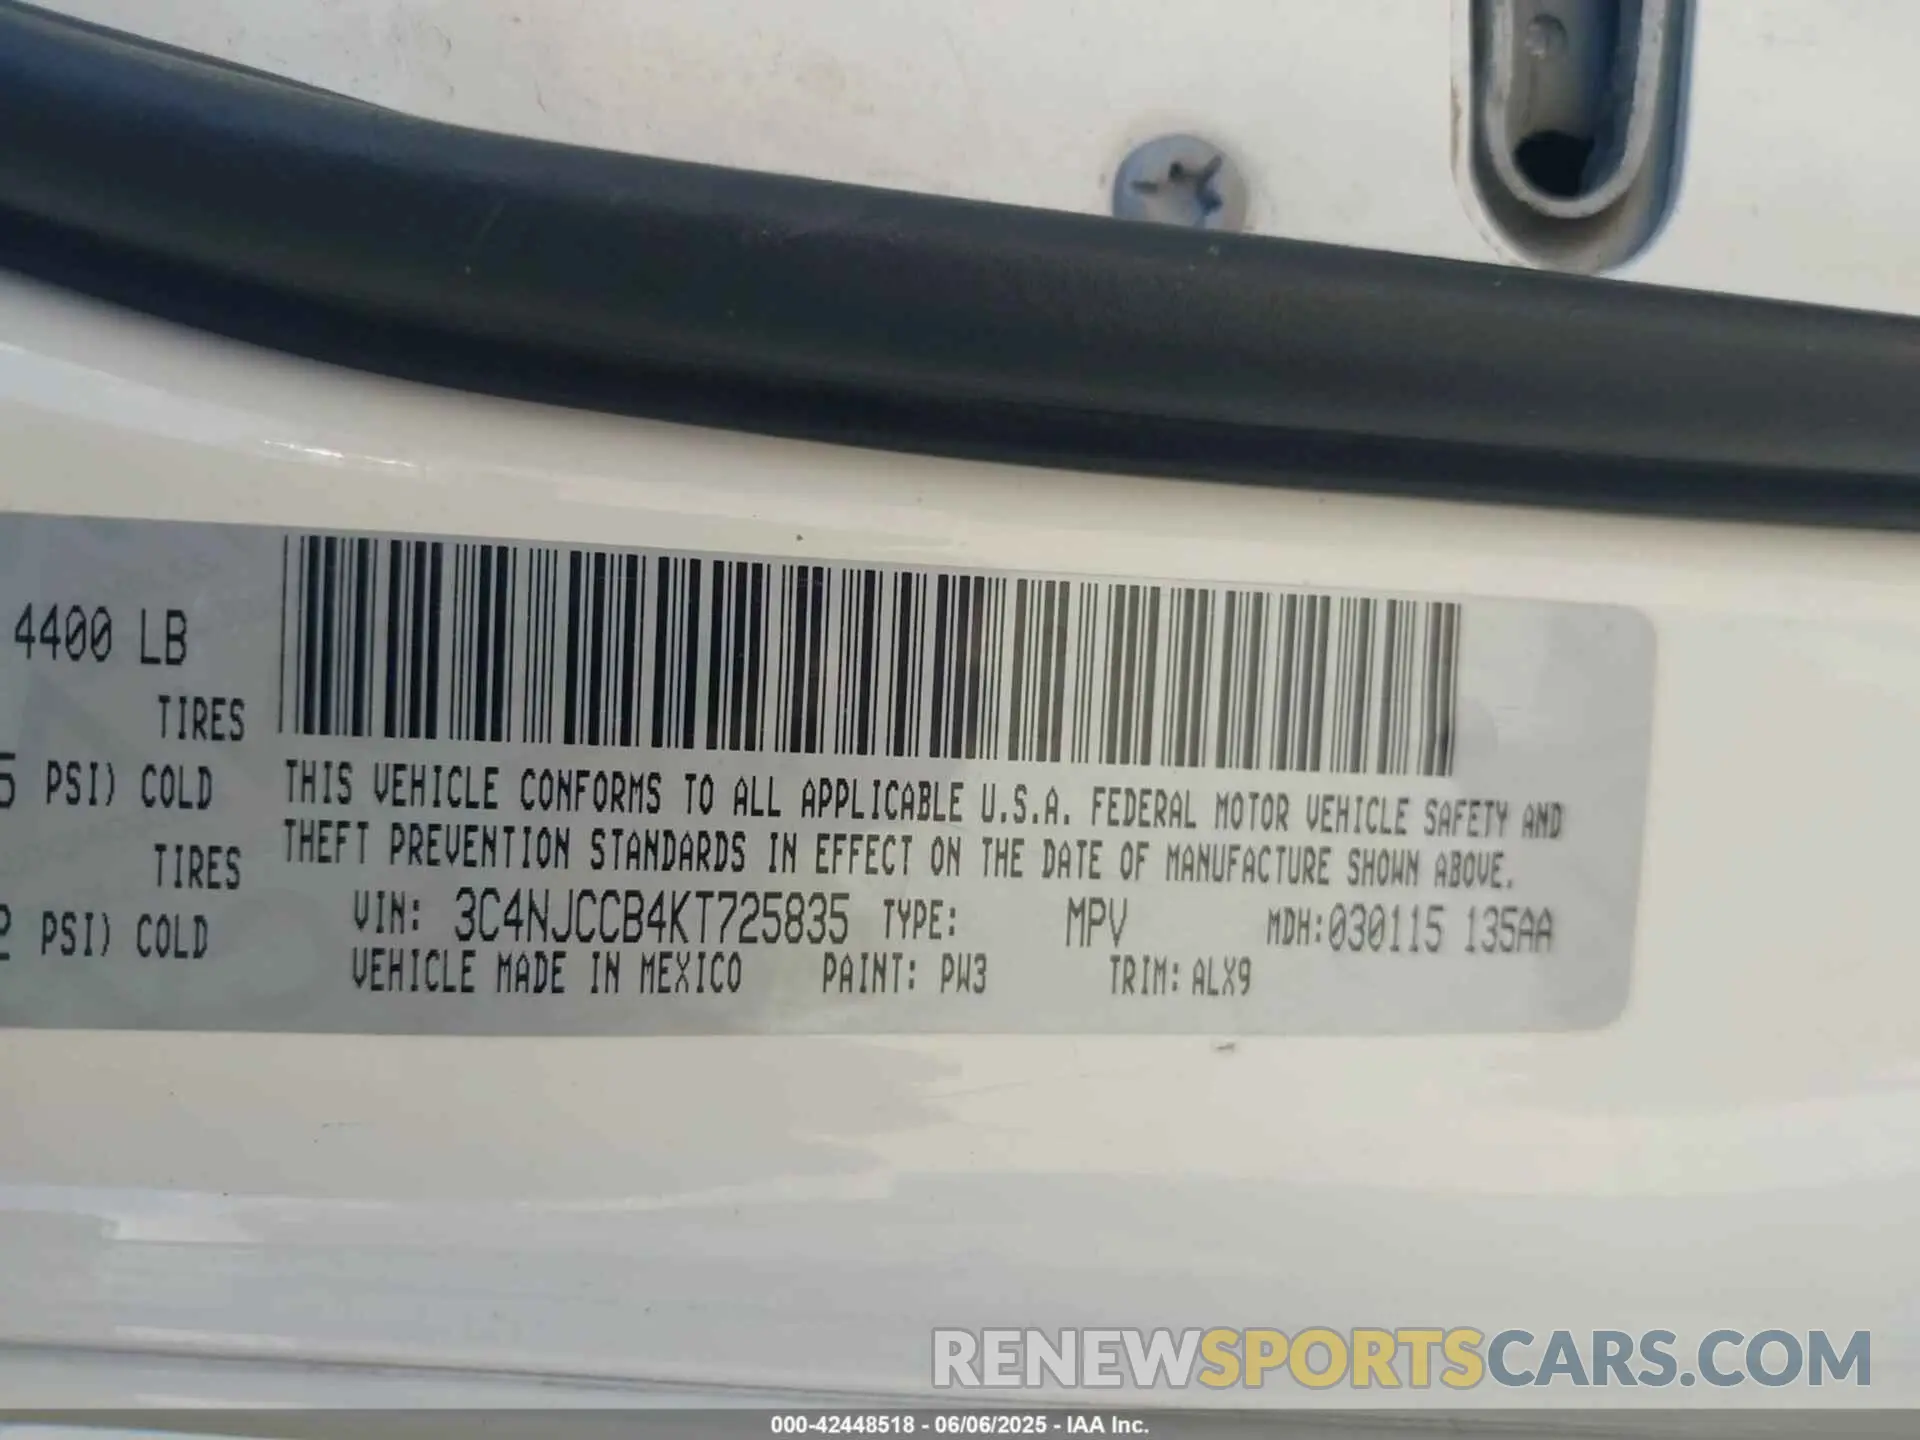 4400 LB
TIRES
5 PSI) COLD
TIRES
2 PSI) COLD
THIS VEHICLE CONFORMS TO ALL APPLICABLE U.S.A. FEDERAL MOTOR VEHICLE SAFETY AND
THEFT PREVENTION STANDARDS IN EFFECT ON THE DATE OF MANUFACTURE SHOWN ABOVE.
VIN: 3C4NJCCB4KT725835 TYPE: MPV MDH:030115 135AA
VEHICLE MADE IN MEXICO PAINT: PW3 TRIM: ALX9
RENEWSPORTSCARS.COM
000-42448518 - 06/06/2025 - IAA Inc.